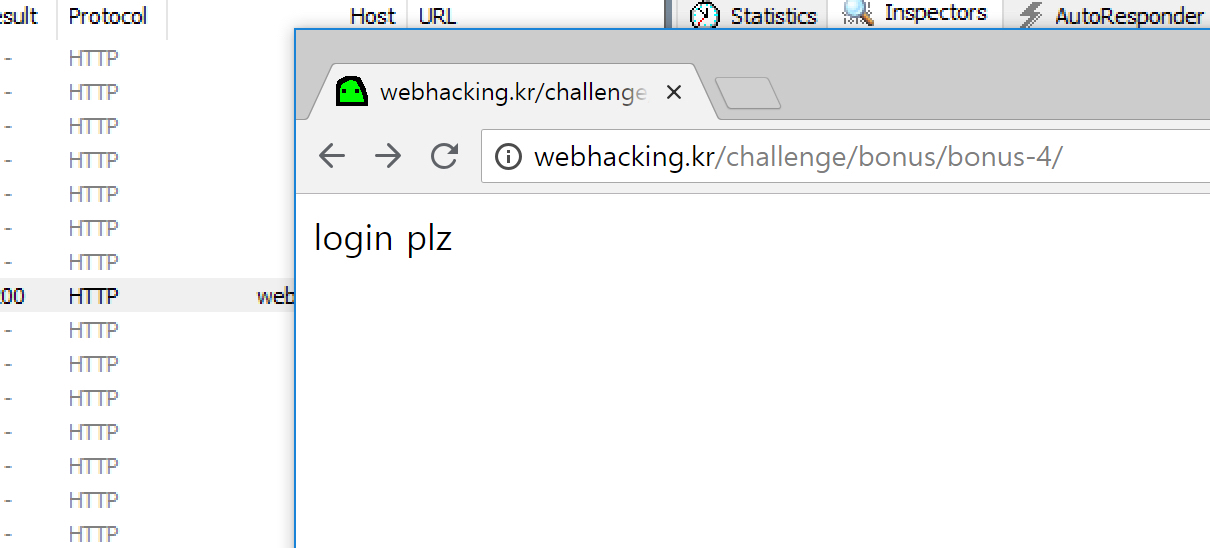 esult Protocol Host URL Statistics Inspectors AutoResponder
- HTTP
- HTTP
- HTTP
- HTTP
- HTTP
- HTTP
- HTTP
200 HTTP web
- HTTP
- HTTP
- HTTP
- HTTP
- HTTP
- HTTP
- HTTP
webhacking.kr/challenge
webhacking.kr/challenge/bonus/bonus-4/
login plz